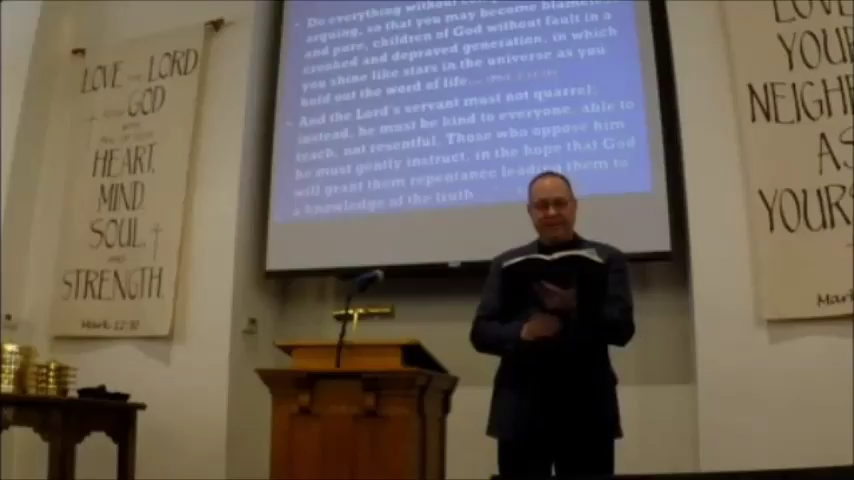 LOVE THE LORD
YOUR GOD
HEART,
MIND
SOUL
AND
STRENGTH
Mark 12:30
• Do everything without
arguing, so that you may become blameless
and pure, children of God without fault in a
crooked and depraved generation, in which
you shine like stars in the universe as you
hold out the word of life...
• And the Lord's servant must not quarrel;
instead, he must be kind to everyone, able to
teach, not resentful. Those who oppose him
he must gently instruct, in the hope that God
will grant them repentance leading them to
a knowledge of the truth
LOVE
YOUR
NEIGH
AS
YOURS
Mark